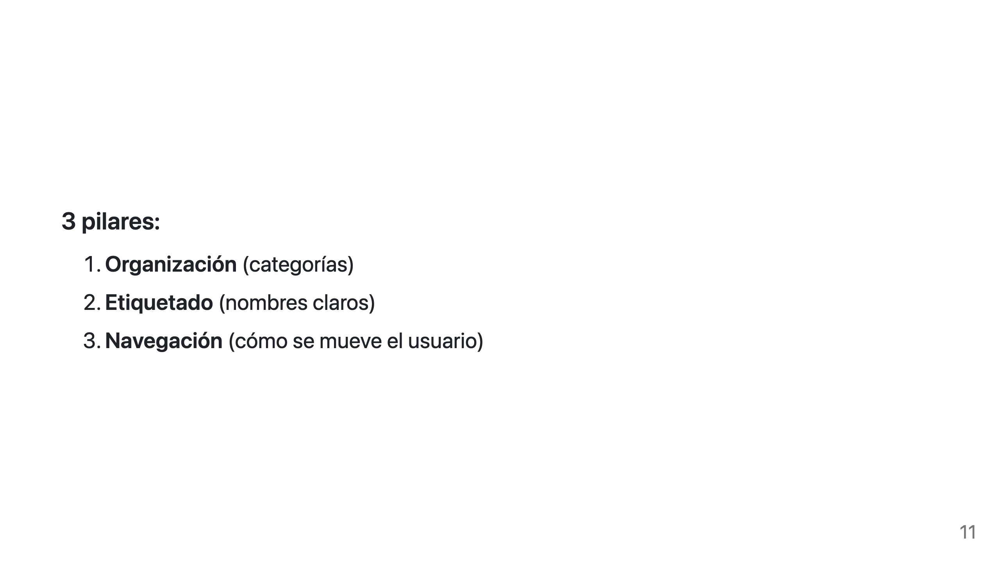 3 pilares:
1. Organización (categorías)
2. Etiquetado (nombres claros)
3. Navegación (cómo se mueve el usuario)
11